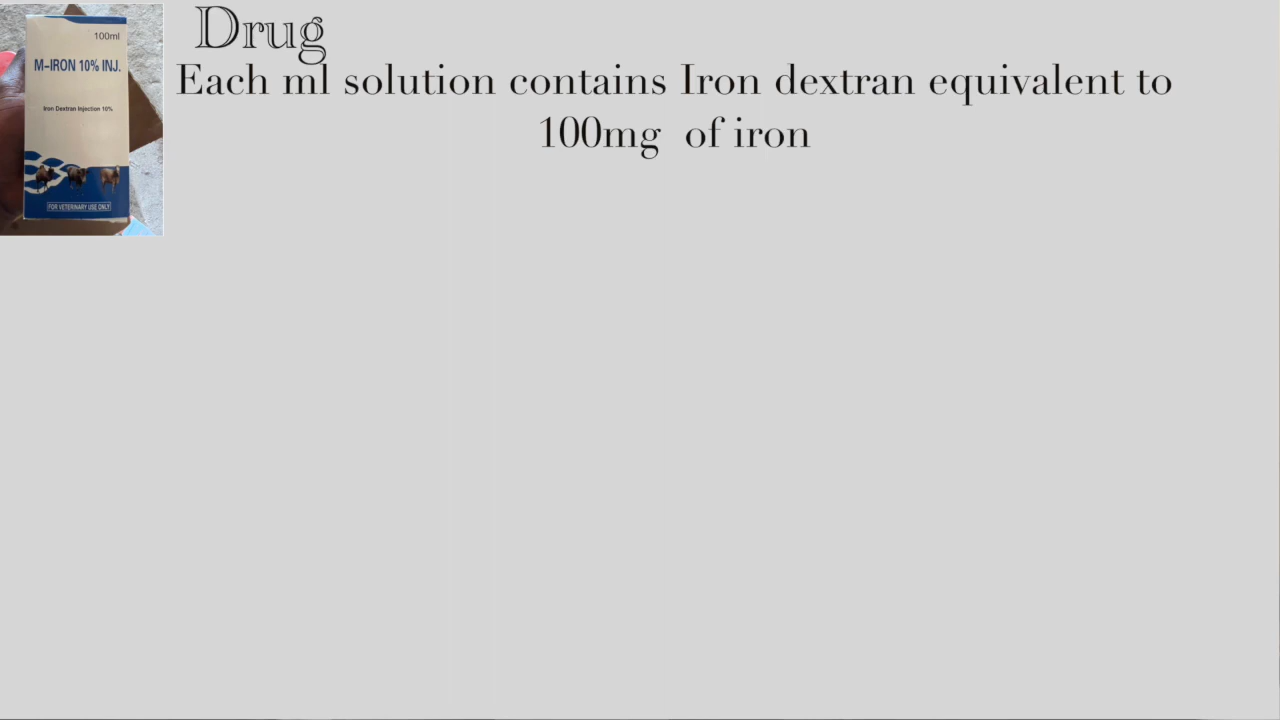 Drug
Each ml solution contains Iron dextran equivalent to
100mg of iron
100ml
M-IRON 10% INJ.
Iron Dextran Injection 10%
FOR VETERINARY USE ONLY